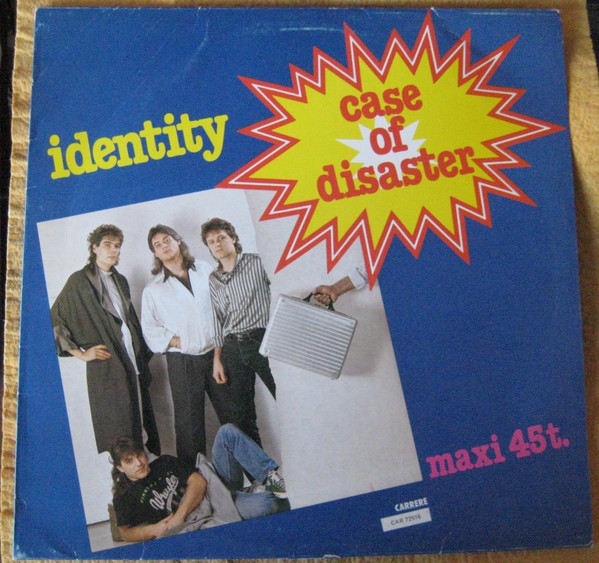 identity
case
of
disaster
maxi 45t.
CARRERE